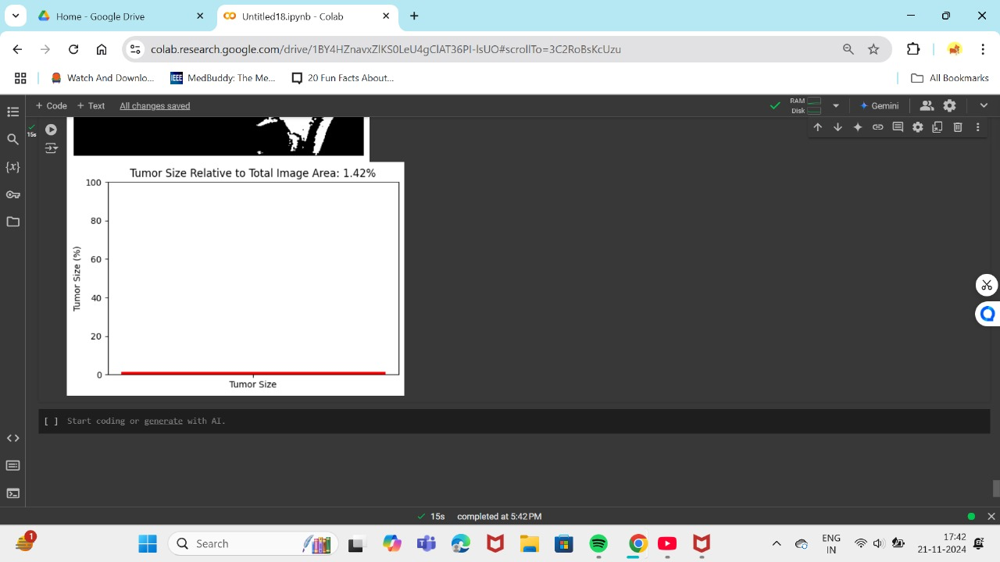 Home - Google Drive
Untitled18.ipynb - Colab
colab.research.google.com/drive/1BY4HZnavxZlKS0LeU4gClAT36PI-lsUO#scrollTo=3C2RoBsKcUzu
Watch And Downlo...
IEEE MedBuddy: The Me...
20 Fun Facts About...
All Bookmarks
+ Code + Text All changes saved
RAM
Disk
Gemini
15s
Tumor Size Relative to Total Image Area: 1.42%
100
80
60
40
20
0
Tumor Size (%)
Tumor Size
[ ] Start coding or generate with AI.
15s completed at 5:42 PM
1
Search
ENG
IN
17:42
21-11-2024